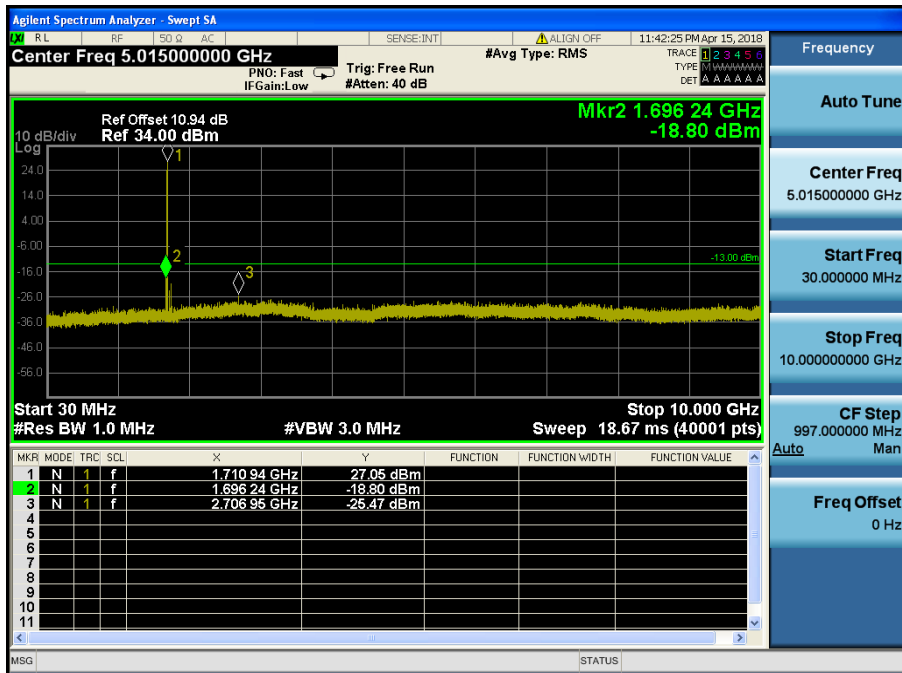 Agilent Spectrum Analyzer - Swept SA
LXI RL RF 50 Ω AC SENSE:INT ALIGN OFF 11:42:25 PM Apr 15, 2018
Center Freq 5.015000000 GHz
PNO: Fast
IFGain:Low
Trig: Free Run
#Atten: 40 dB
#Avg Type: RMS
TRACE 1 2 3 4 5 6
TYPE M WWWWW
DET A A A A A A
Mkr2 1.696 24 GHz
-18.80 dBm
Ref Offset 10.94 dB
10 dB/div Ref 34.00 dBm
Log
1
24.0
14.0
4.00
-6.00
2
-13.00 dBm
-16.0
3
-26.0
-36.0
-46.0
-56.0
Start 30 MHz Stop 10.000 GHz
#Res BW 1.0 MHz #VBW 3.0 MHz Sweep 18.67 ms (40001 pts)
MKR MODE TRC SCL X Y FUNCTION FUNCTION WIDTH FUNCTION VALUE
1 N 1 f 1.710 94 GHz 27.05 dBm
2 N 1 f 1.696 24 GHz -18.80 dBm
3 N 1 f 2.706 95 GHz -25.47 dBm
4
5
6
7
8
9
10
11
MSG STATUS
Frequency
Auto Tune
Center Freq
5.015000000 GHz
Start Freq
30.000000 MHz
Stop Freq
10.000000000 GHz
CF Step
997.000000 MHz
Auto Man
Freq Offset
0 Hz